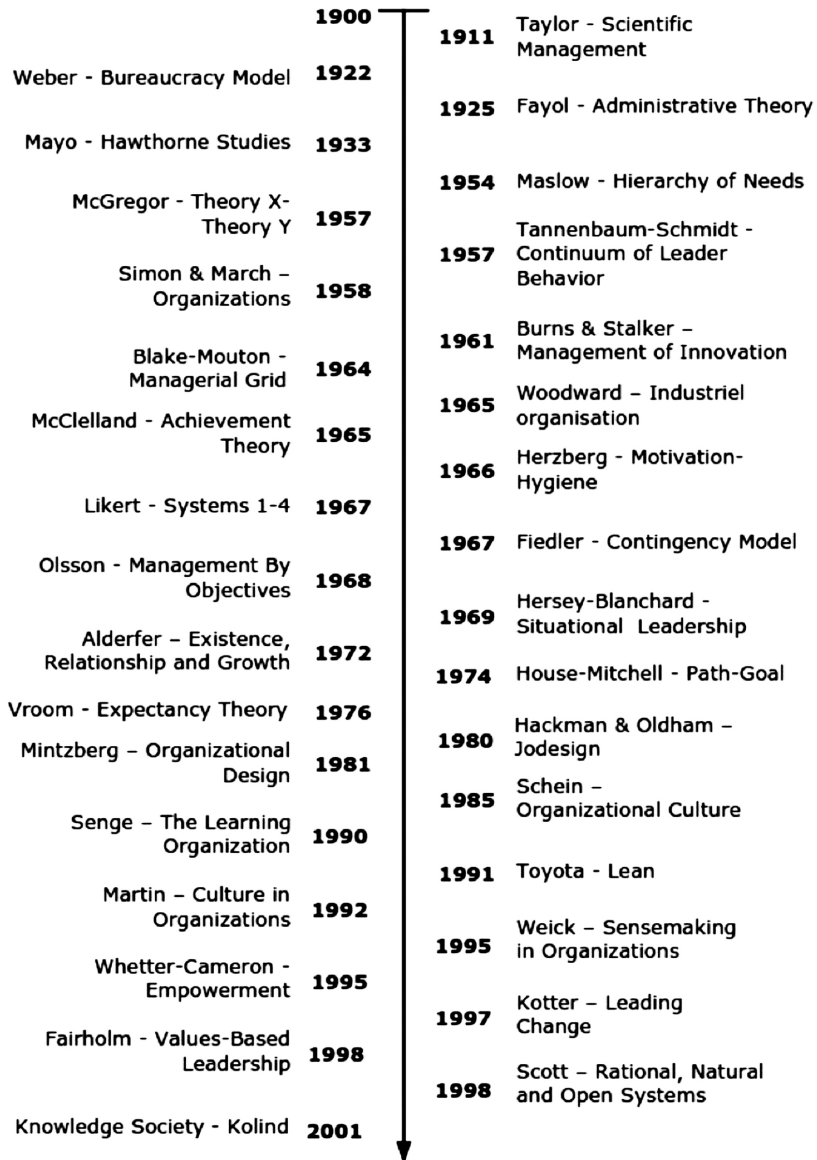 1900
1911 Taylor - Scientific
Management
Weber - Bureaucracy Model 1922
1925 Fayol - Administrative Theory
Mayo - Hawthorne Studies 1933
1954 Maslow - Hierarchy of Needs
McGregor - Theory X-
Theory Y 1957
1957 Tannenbaum-Schmidt -
Continuum of Leader
Behavior
Simon & March –
Organizations 1958
1961 Burns & Stalker –
Management of Innovation
Blake-Mouton -
Managerial Grid 1964
1965 Woodward – Industriel
organisation
McClelland - Achievement
Theory 1965
1966 Herzberg - Motivation-
Hygiene
Likert - Systems 1-4 1967
1967 Fiedler - Contingency Model
Olsson - Management By
Objectives 1968
1969 Hersey-Blanchard -
Situational Leadership
Alderfer – Existence,
Relationship and Growth 1972
1974 House-Mitchell - Path-Goal
Vroom - Expectancy Theory 1976
1980 Hackman & Oldham –
Jodesign
Mintzberg – Organizational
Design 1981
1985 Schein –
Organizational Culture
Senge – The Learning
Organization 1990
1991 Toyota - Lean
Martin – Culture in
Organizations 1992
1995 Weick – Sensemaking
in Organizations
Whetter-Cameron -
Empowerment 1995
1997 Kotter – Leading
Change
Fairholm - Values-Based
Leadership 1998
1998 Scott – Rational, Natural
and Open Systems
Knowledge Society - Kolind 2001